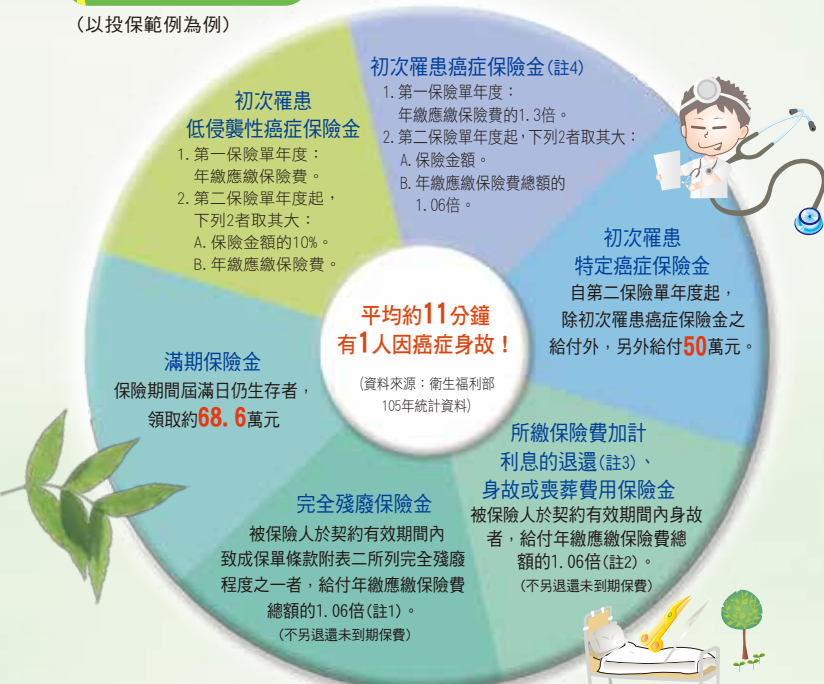 (以投保範例為例)
初次罹患癌症保險金(註4)
1. 第一保險單年度：
年繳應繳保險費的1.3倍。
2. 第二保險單年度起，下列2者取其大：
A. 保險金額。
B. 年繳應繳保險費總額的
1.06倍。
初次罹患
特定癌症保險金
自第二保險單年度起，
除初次罹患癌症保險金之
給付外，另外給付50萬元。
所繳保險費加計
利息的退還(註3)、
身故或喪葬費用保險金
被保險人於契約有效期間內身故
者，給付年繳應繳保險費總
額的1.06倍(註2)。
(不另退還未到期保費)
完全殘廢保險金
被保險人於契約有效期間內
致成保單條款附表二所列完全殘廢
程度之一者，給付年繳應繳保險費
總額的1.06倍(註1)。
(不另退還未到期保費)
滿期保險金
保險期間屆滿日仍生存者，
領取約68.6萬元
初次罹患
低侵襲性癌症保險金
1. 第一保險單年度：
年繳應繳保險費。
2. 第二保險單年度起，
下列2者取其大：
A. 保險金額的10%。
B. 年繳應繳保險費。
平均約11分鐘
有1人因癌症身故！
(資料來源：衛生福利部
105年統計資料)